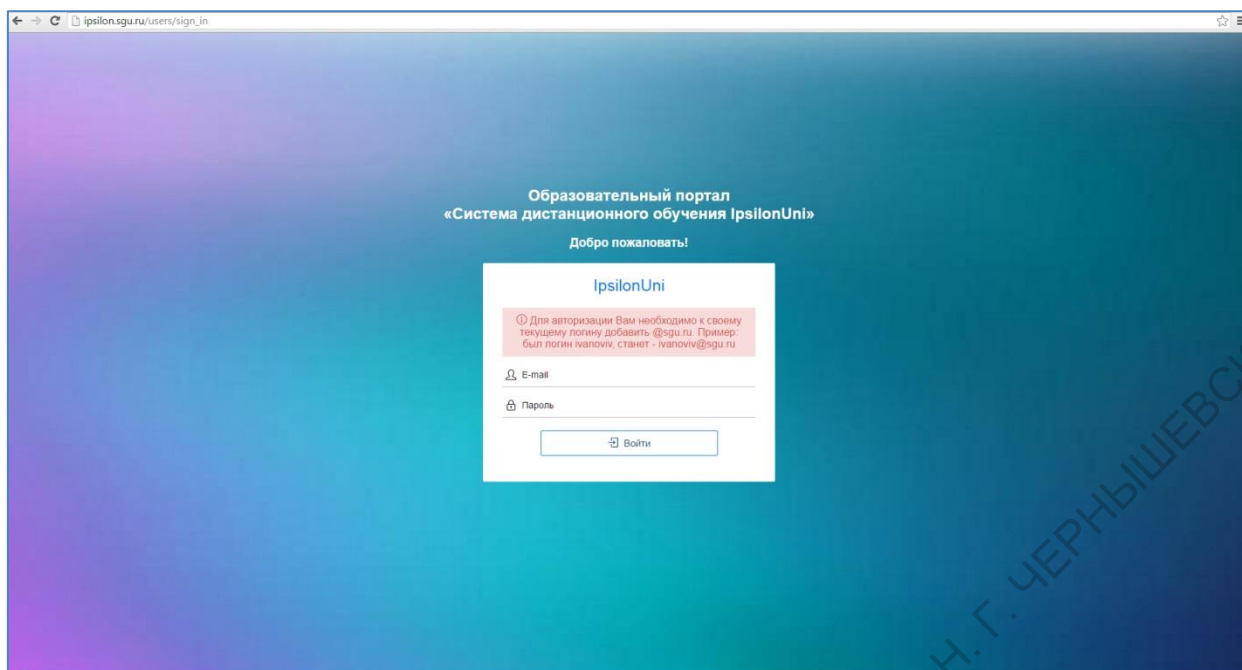 ipsilon.sgu.ru/users/sign_in
Образовательный портал
«Система дистанционного обучения IpsilonUni»
Добро пожаловать!
IpsilonUni
Для авторизации Вам необходимо к своему
текущему логину добавить @sgu.ru. Пример:
был логин ivanoviv, станет - ivanoviv@sgu.ru
E-mail
Пароль
Войти
Н. Г. ЧЕРНЫШЕВС